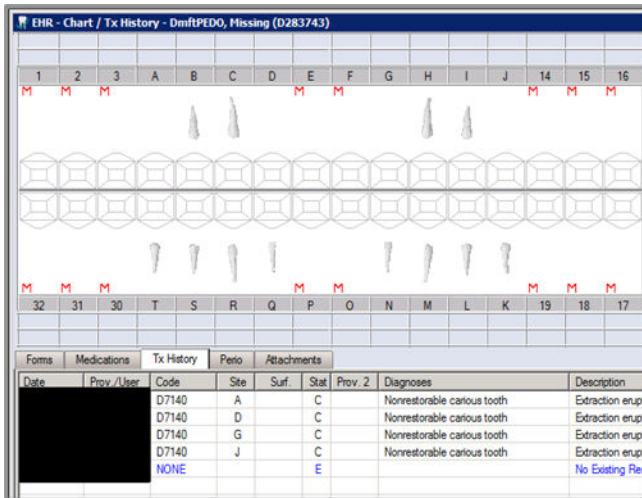 EHR - Chart / Tx History - DmftPEDO, Missing (D283743)
1 2 3 A B C D E F G H I J 14 15 16
M M M M M M M M
M M M M M M M M
32 31 30 T S R Q P O N M L K 19 18 17
Forms Medications Tx History Perio Attachments
Date Prov./User Code Site Surf. Stat Prov. 2 Diagnoses Description
D7140 A C Nonrestorable carious tooth Extraction erup
D7140 D C Nonrestorable carious tooth Extraction erup
D7140 G C Nonrestorable carious tooth Extraction erup
D7140 J C Nonrestorable carious tooth Extraction erup
NONE E No Existing Re